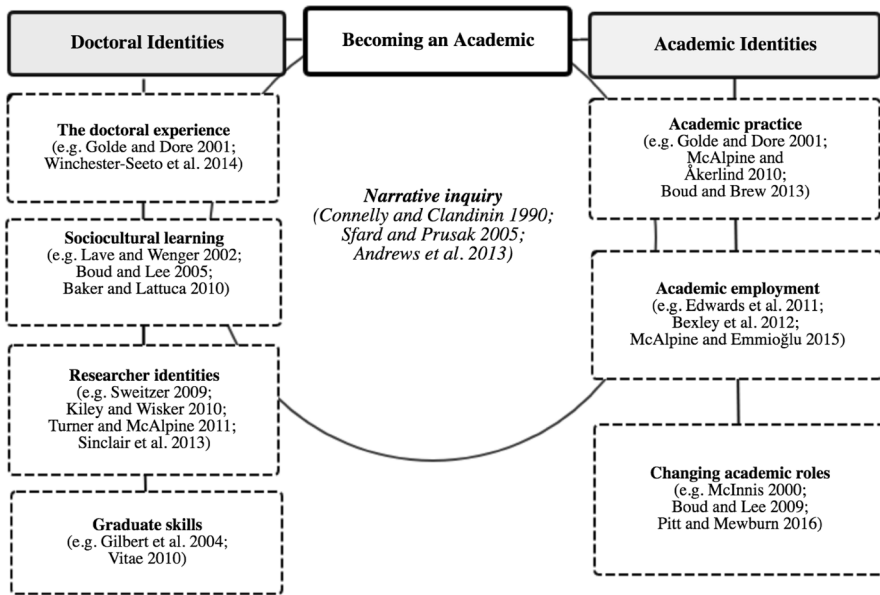 Doctoral Identities
Becoming an Academic
Academic Identities
The doctoral experience
(e.g. Golde and Dore 2001;
Winchester-Seeto et al. 2014)
Sociocultural learning
(e.g. Lave and Wenger 2002;
Boud and Lee 2005;
Baker and Lattuca 2010)
Researcher identities
(e.g. Sweitzer 2009;
Kiley and Wisker 2010;
Turner and McAlpine 2011;
Sinclair et al. 2013)
Graduate skills
(e.g. Gilbert et al. 2004;
Vitae 2010)
Narrative inquiry
(Connelly and Clandinin 1990;
Sfard and Prusak 2005;
Andrews et al. 2013)
Academic practice
(e.g. Golde and Dore 2001;
McAlpine and
Åkerlind 2010;
Boud and Brew 2013)
Academic employment
(e.g. Edwards et al. 2011;
Bexley et al. 2012;
McAlpine and Emmioğlu 2015)
Changing academic roles
(e.g. McInnis 2000;
Boud and Lee 2009;
Pitt and Mewburn 2016)